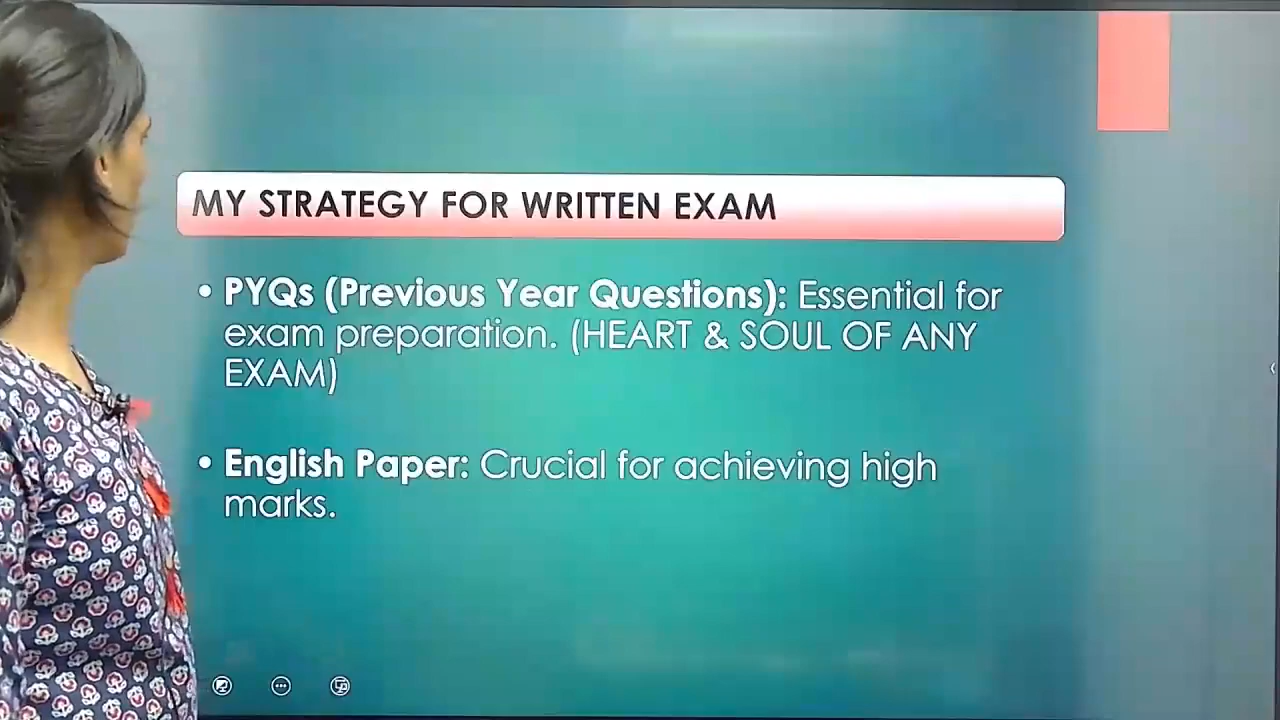 MY STRATEGY FOR WRITTEN EXAM
• PYQs (Previous Year Questions): Essential for
exam preparation. (HEART & SOUL OF ANY
EXAM)
• English Paper: Crucial for achieving high
marks.